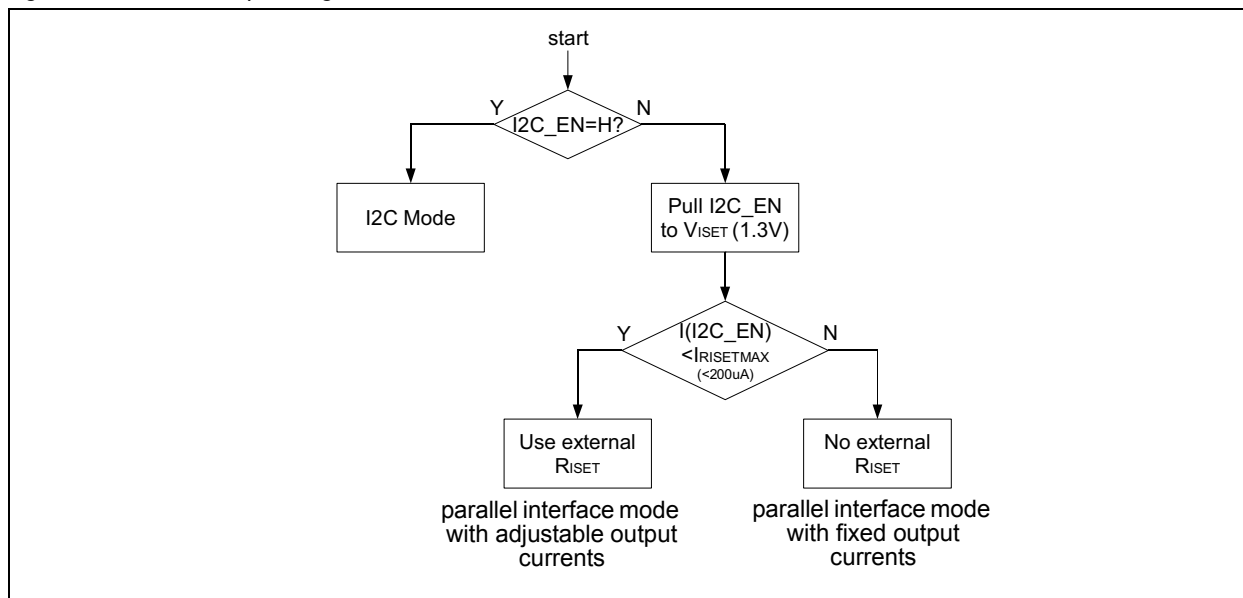 start
Y
N
I2C_EN=H?
I2C Mode
Pull I2C_EN
to VISET (1.3V)
Y
N
I(I2C_EN)
<IRISETMAX
(<200uA)
Use external
RISET
No external
RISET
parallel interface mode
with adjustable output
currents
parallel interface mode
with fixed output
currents